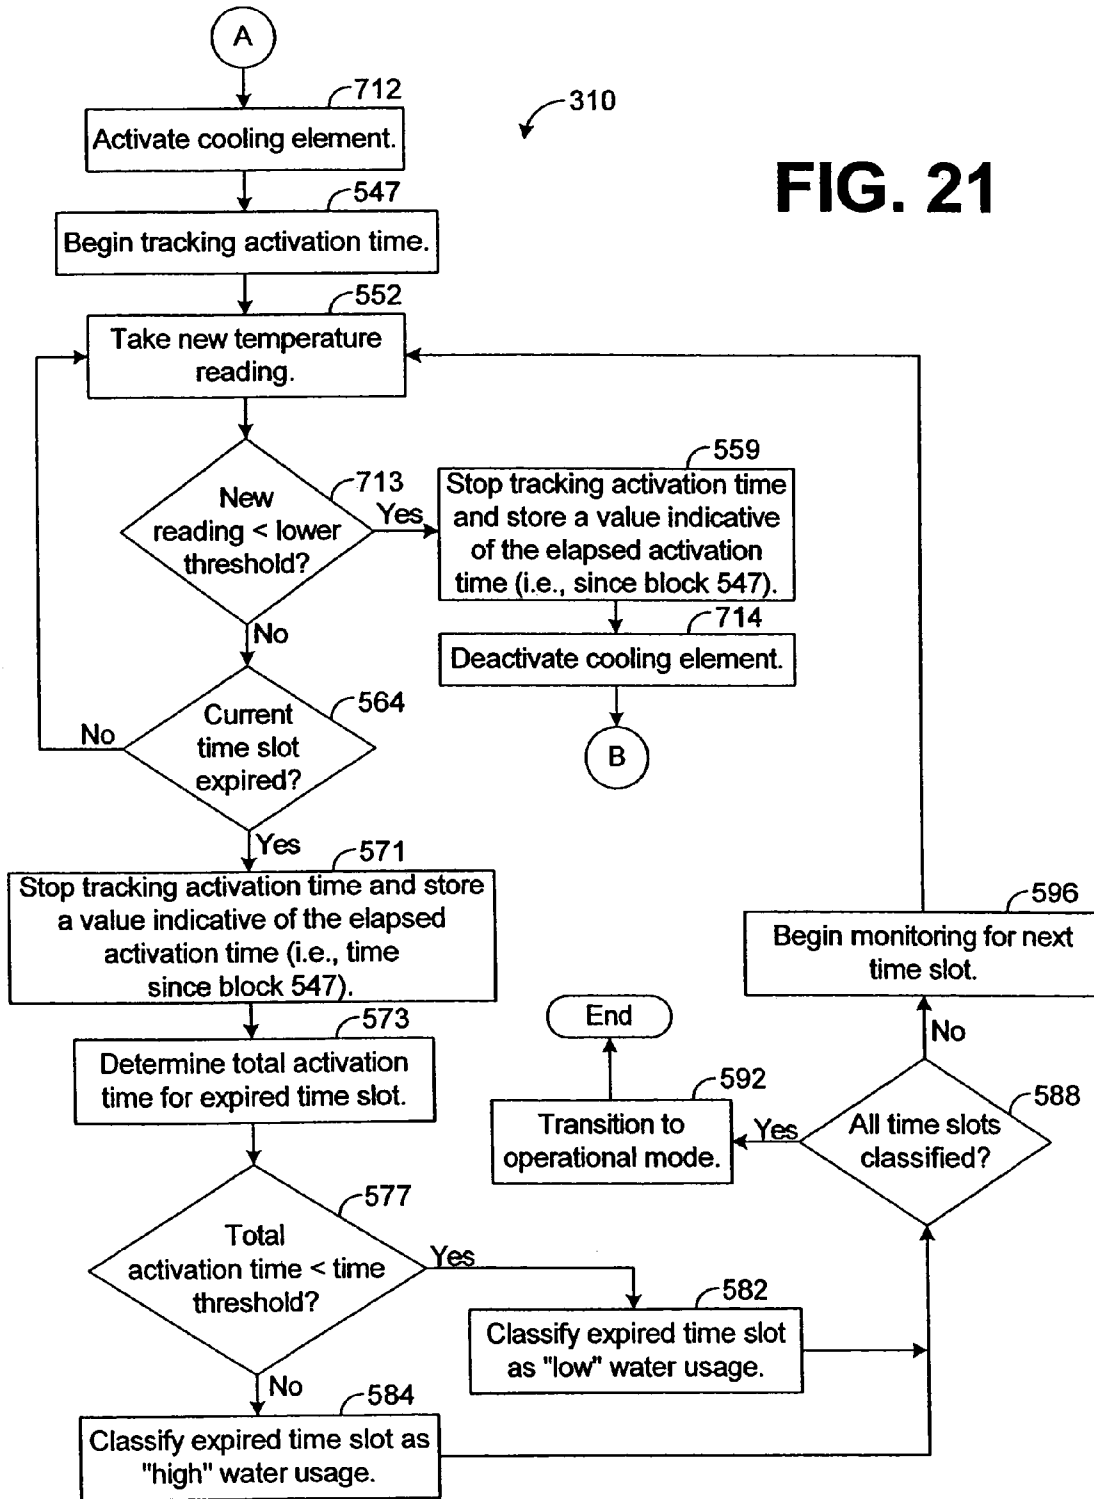 A
712
310
Activate cooling element.
FIG. 21
547
Begin tracking activation time.
552
Take new temperature
reading.
713
New
reading < lower
threshold?
Yes
559
Stop tracking activation time
and store a value indicative
of the elapsed activation
time (i.e., since block 547).
No
714
Deactivate cooling element.
B
564
Current
time slot
expired?
No
Yes
571
Stop tracking activation time and store
a value indicative of the elapsed
activation time (i.e., time
since block 547).
596
Begin monitoring for next
time slot.
573
Determine total activation
time for expired time slot.
End
No
592
Transition to
operational mode.
Yes
588
All time slots
classified?
577
Total
activation time < time
threshold?
Yes
582
Classify expired time slot
as "low" water usage.
No
584
Classify expired time slot as
"high" water usage.